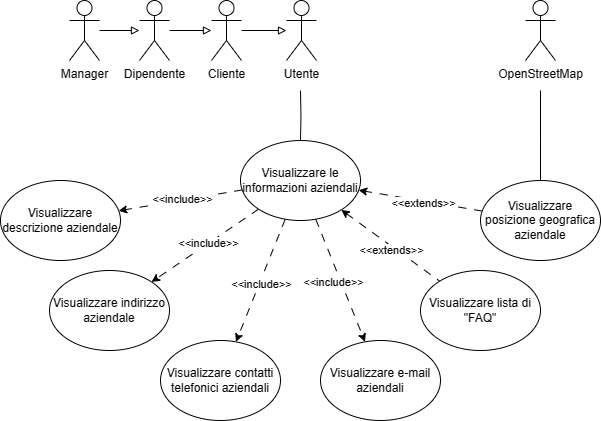 Manager
Dipendente
Cliente
Utente
OpenStreetMap
Visualizzare le
informazioni aziendali
Visualizzare
descrizione aziendale
<<include>>
<<extends>>
Visualizzare
posizione geografica
aziendale
<<include>>
<<extends>>
Visualizzare indirizzo
aziendale
<<include>>
<<include>>
Visualizzare lista di
"FAQ"
Visualizzare contatti
telefonici aziendali
Visualizzare e-mail
aziendali